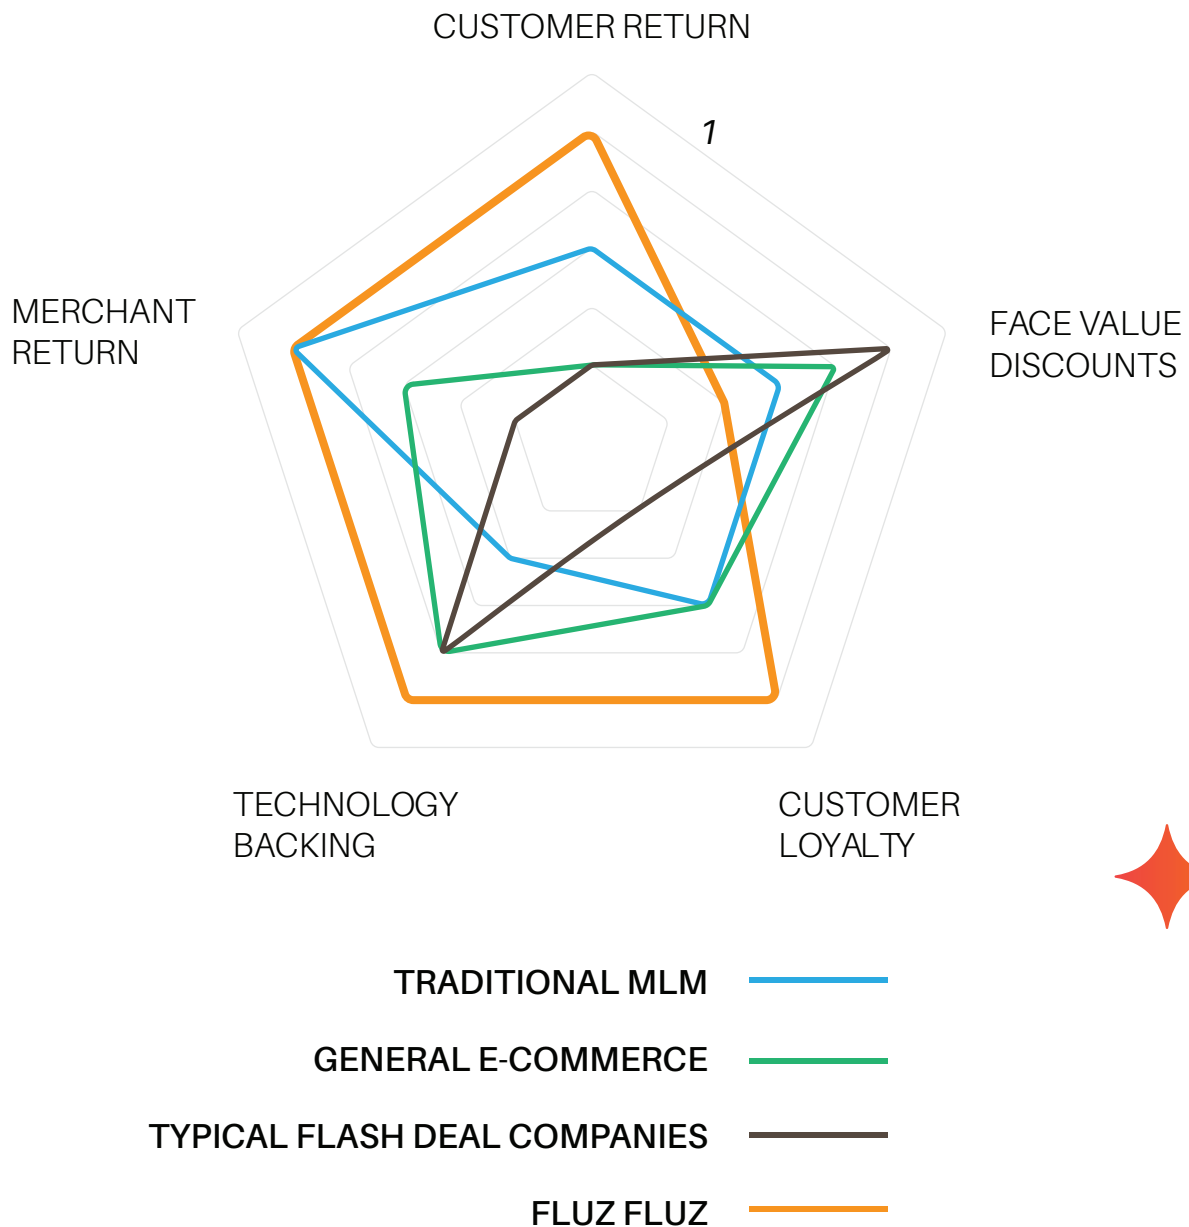 CUSTOMER RETURN
1
MERCHANT
RETURN
FACE VALUE
DISCOUNTS
TECHNOLOGY
BACKING
CUSTOMER
LOYALTY
TRADITIONAL MLM
GENERAL E-COMMERCE
TYPICAL FLASH DEAL COMPANIES
FLUZ FLUZ